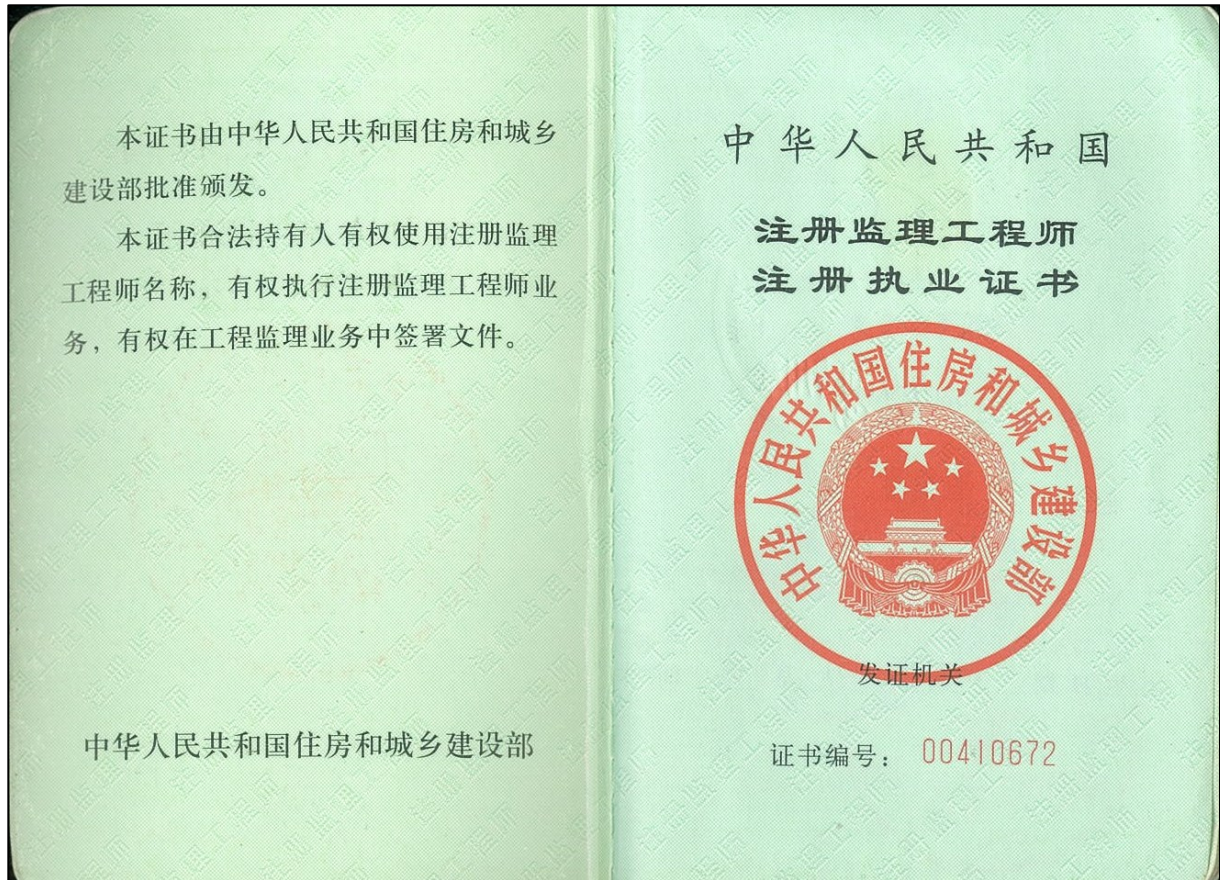 本证书由中华人民共和国住房和城乡
建设部批准颁发。
本证书合法持有人有权使用注册监理
工程师名称，有权执行注册监理工程师业
务，有权在工程监理业务中签署文件。
中华人民共和国住房和城乡建设部
中华人民共和国
注册监理工程师
注册执业证书
中华人民共和国住房和城乡建设部
发证机关
证书编号： 00410672